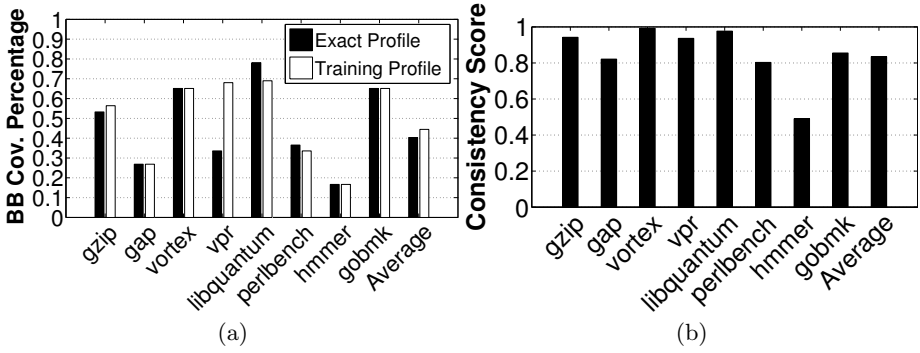 BB Cov. Percentage
1
0.9
0.8
0.7
0.6
0.5
0.4
0.3
0.2
0.1
0
Exact Profile
Training Profile
gzip
gap
vortex
vpr
libquantum
perlbench
hmmer
gobmk
Average
(a)
Consistency Score
1
0.8
0.6
0.4
0.2
0
gzip
gap
vortex
vpr
libquantum
perlbench
hmmer
gobmk
Average
(b)